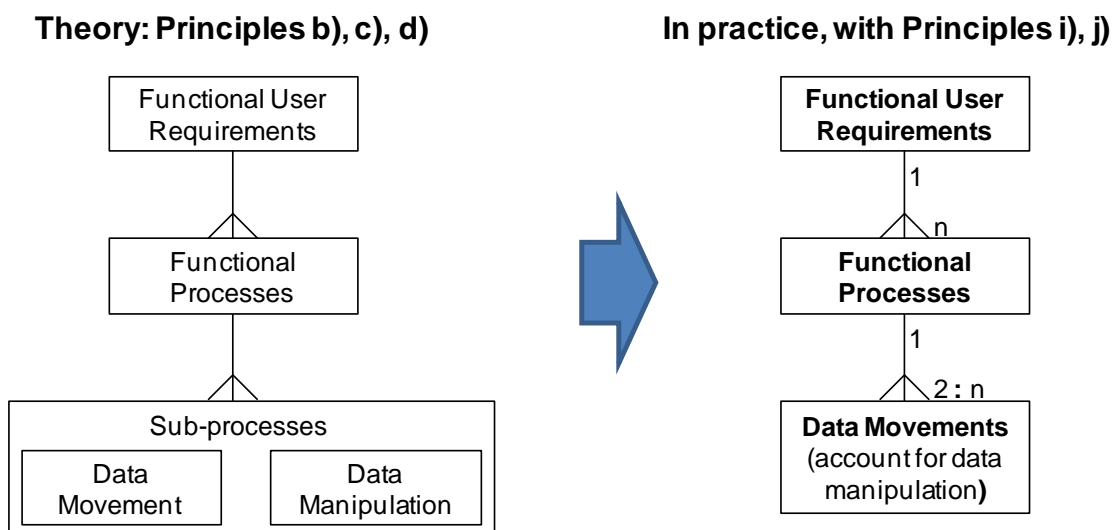 Theory: Principles b), c), d)
Functional User
Requirements
Functional
Processes
Sub-processes
Data
Movement
Data
Manipulation
In practice, with Principles i), j)
Functional User
Requirements
1
n
Functional
Processes
1
2 : n
Data Movements
(account for data
manipulation)